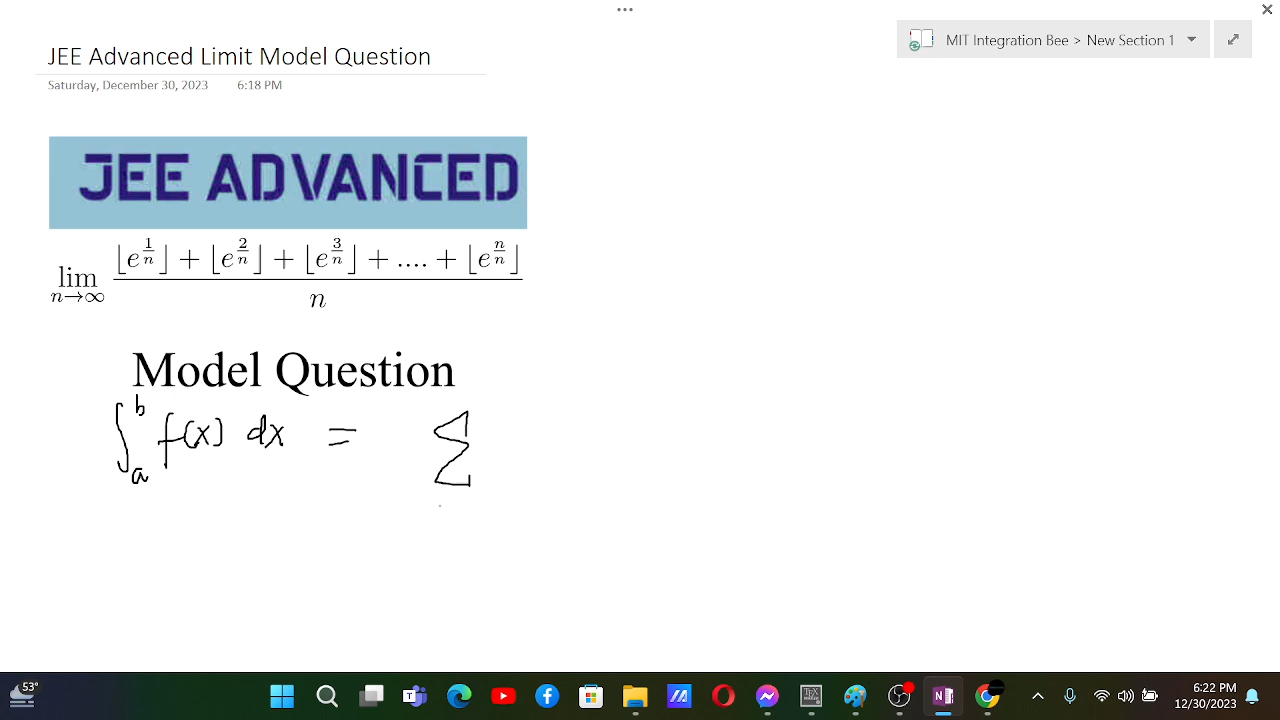 JEE Advanced Limit Model Question
MIT Integration Bee > New Section 1
Saturday, December 30, 2023 6:18 PM
JEE ADVANCED
lim n→∞ (⌊e^(1/n)⌋ + ⌊e^(2/n)⌋ + ⌊e^(3/n)⌋ + .... + ⌊e^(n/n)⌋) / n
Model Question
∫_a^b f(x) dx = Σ
53°
6:22 PM
12/30/2023